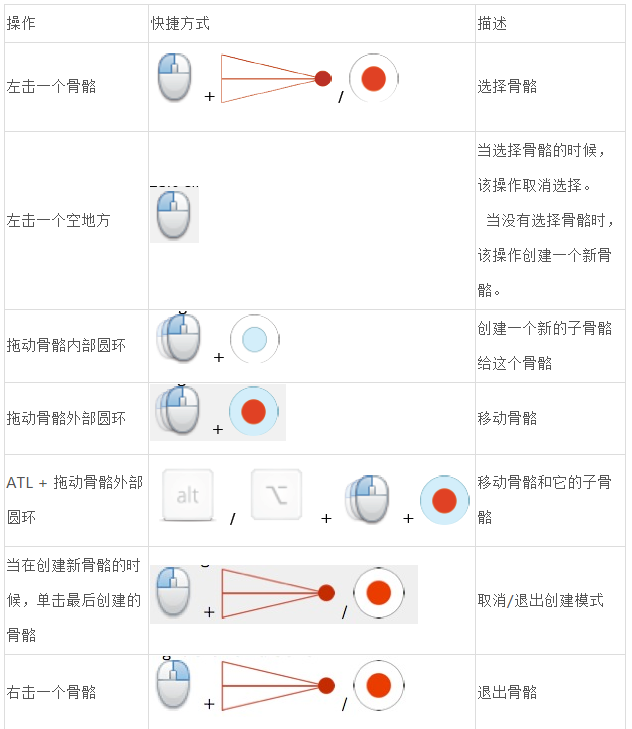 操作 快捷方式 描述
左击一个骨骼 + / 选择骨骼
当选择骨骼的时候，
该操作取消选择。
左击一个空地方
当没有选择骨骼时，
该操作创建一个新骨
骼。
拖动骨骼内部圆环 +
创建一个新的子骨骼
给这个骨骼
拖动骨骼外部圆环 + 移动骨骼
ATL + 拖动骨骼外部
圆环
alt / ⌥ + +
移动骨骼和它的子骨
骼
当在创建新骨骼的时
候，单击最后创建的
骨骼
+ /
取消/退出创建模式
右击一个骨骼 + / 退出骨骼